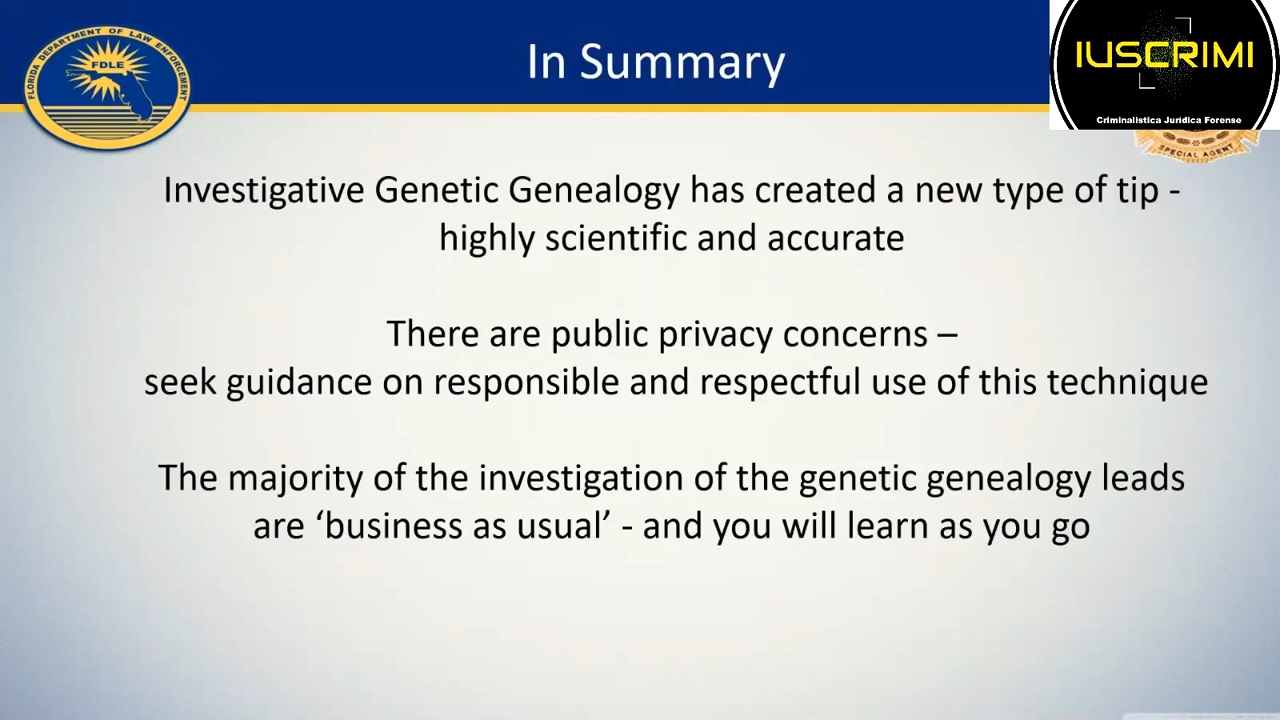 In Summary
FLORIDA DEPARTMENT OF LAW ENFORCEMENT
FDLE
IUSCRIMI
Criminalistica Jurídica Forense
SPECIAL AGENT
Investigative Genetic Genealogy has created a new type of tip -
highly scientific and accurate
There are public privacy concerns –
seek guidance on responsible and respectful use of this technique
The majority of the investigation of the genetic genealogy leads
are ‘business as usual’ - and you will learn as you go